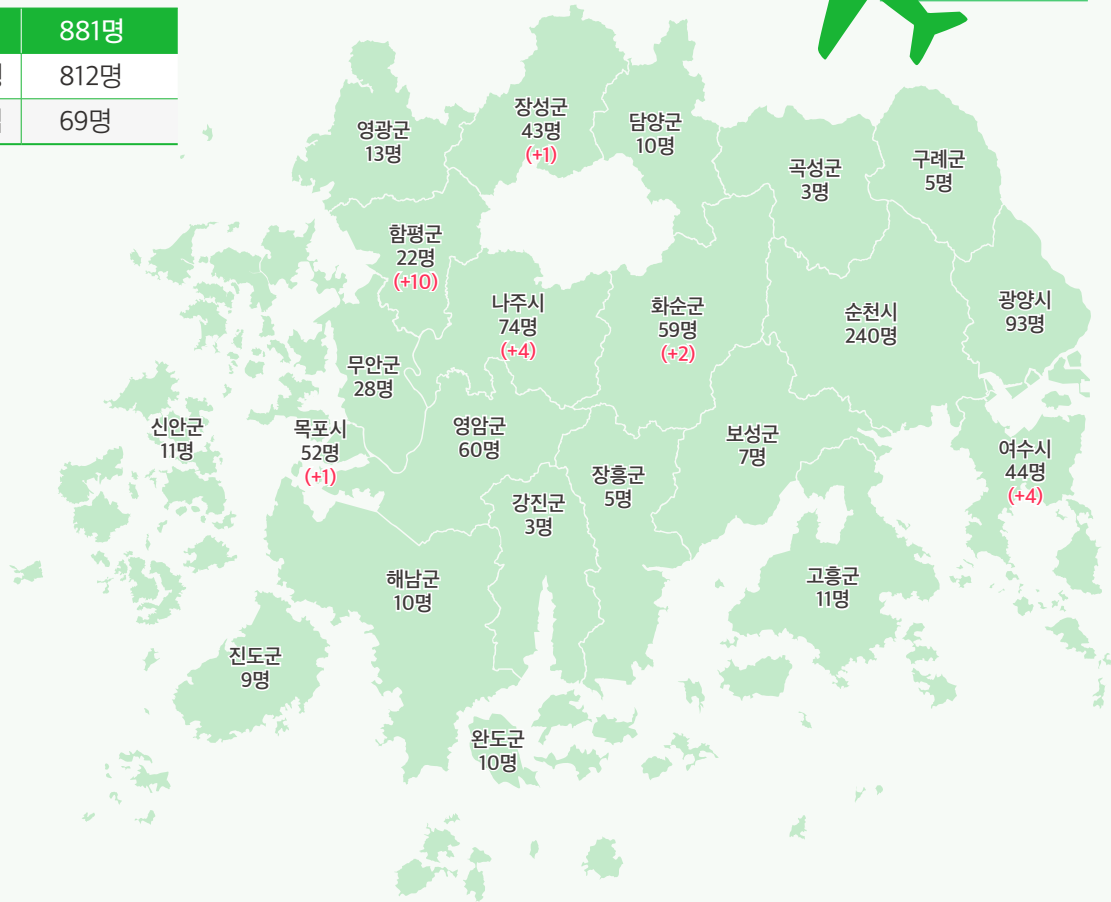 881명
812명
69명
장성군
43명
(+1)
담양군
10명
영광군
13명
곡성군
3명
구례군
5명
함평군
22명
(+10)
나주시
74명
(+4)
화순군
59명
(+2)
순천시
240명
광양시
93명
무안군
28명
신안군
11명
목포시
52명
(+1)
영암군
60명
보성군
7명
여수시
44명
(+4)
장흥군
5명
강진군
3명
해남군
10명
고흥군
11명
진도군
9명
완도군
10명